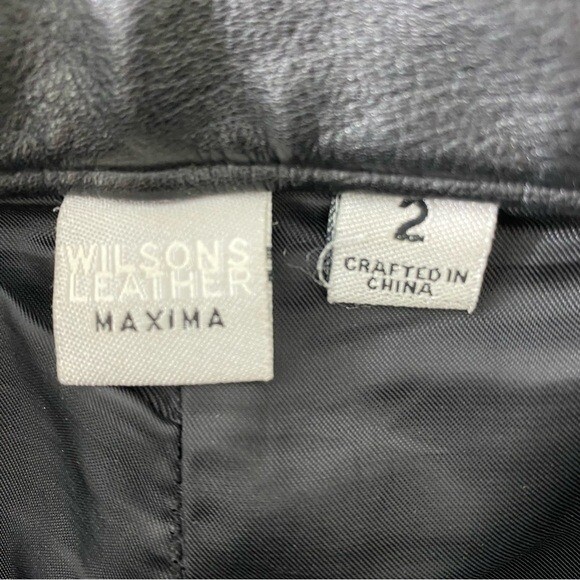 WILSONS
LEATHER
MAXIMA
2
CRAFTED IN
CHINA